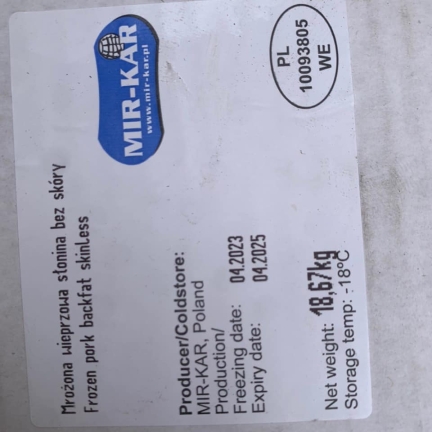 MIR-KAR
www.mir-kar.pl
PL
10093805
WE
Mrożona wieprzowa słonina bez skóry
Frozen pork backfat skinless
Producer/Coldstore:
MIR-KAR, Poland
Production/
Freezing date: 04.2023
Expiry date: 04.2025
Net weight: 18,67kg
Storage temp: -18ºC